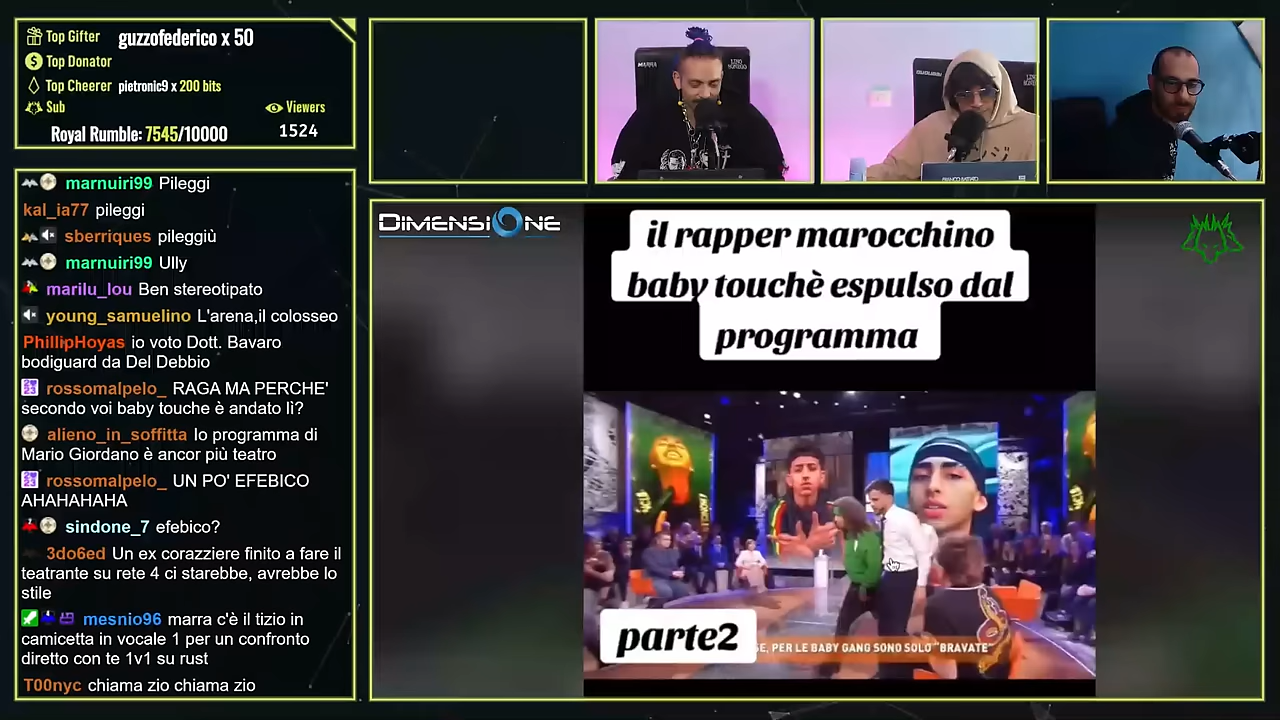 Top Gifter guzzofederico x 50
Top Donator
Top Cheerer pietronic9 x 200 bits
Sub Viewers
Royal Rumble: 7545/10000 1524
marnuiri99 Pileggi
kal_ia77 pileggi
sberriques pileggiù
marnuiri99 Ully
marilu_lou Ben stereotipato
young_samuelino L'arena,il colosseo
PhillipHoyas io voto Dott. Bavaro
bodiguard da Del Debbio
rossomalpelo_ RAGA MA PERCHE'
secondo voi baby touche è andato lì?
alieno_in_soffitta Io programma di
Mario Giordano è ancor più teatro
rossomalpelo_ UN PO' EFEBICO
AHAHAHAHA
sindone_7 efebico?
3do6ed Un ex corazziere finito a fare il
teatrante su rete 4 ci starebbe, avrebbe lo
stile
mesnio96 marra c'è il tizio in
camicetta in vocale 1 per un confronto
diretto con te 1v1 su rust
T00nyc chiama zio chiama zio
DIMENSIONE
il rapper marocchino
baby touchè espulso dal
programma
parte2
SE, PER LE BABY GANG SONO SOLO "BRAVATE"